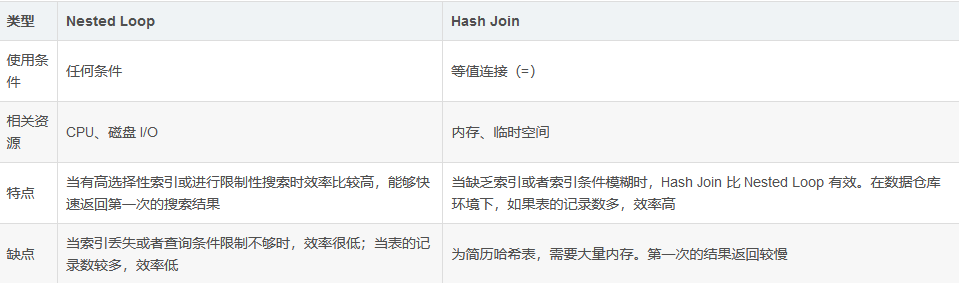 类型 Nested Loop Hash Join
使用条
件
任何条件
等值连接（=）
相关资
源
CPU、磁盘 I/O
内存、临时空间
特点
当有高选择性索引或进行限制性搜索时效率比较高，能够快
速返回第一次的搜索结果
当缺乏索引或者索引条件模糊时，Hash Join 比 Nested Loop 有效。在数据仓库
环境下，如果表的记录数多，效率高
缺点
当索引丢失或者查询条件限制不够时，效率很低；当表的记
录数较多，效率低
为简历哈希表，需要大量内存。第一次的结果返回较慢